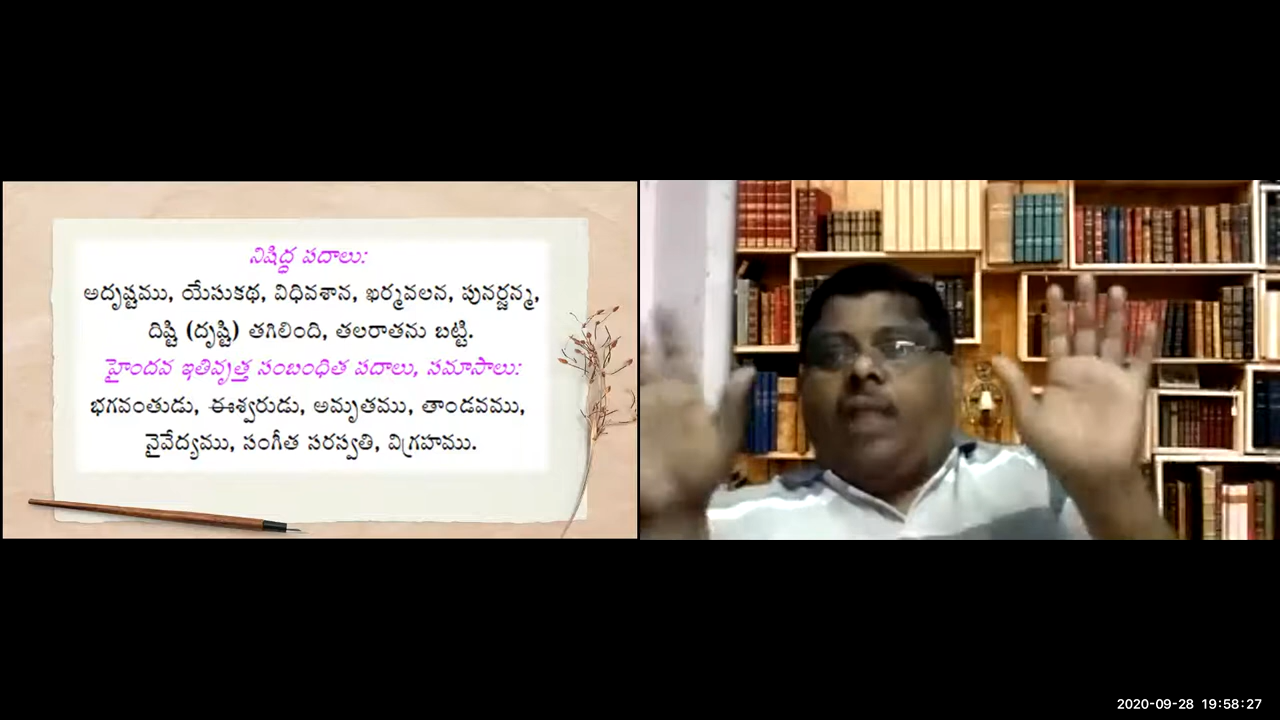 నిషిద్ధ పదాలు:
అదృష్టము, యేసుకథ, విధివశాన, ఖర్మవలన, పునర్జన్మ,
దిష్టి (దృష్టి) తగిలింది, తలరాతను బట్టి.
హైందవ ఇతివృత్త సంబంధిత పదాలు, సమాసాలు:
భగవంతుడు, ఈశ్వరుడు, అమృతము, తాండవము,
నైవేద్యము, సంగీత సరస్వతి, విగ్రహము.
2020-09-28 19:58:27